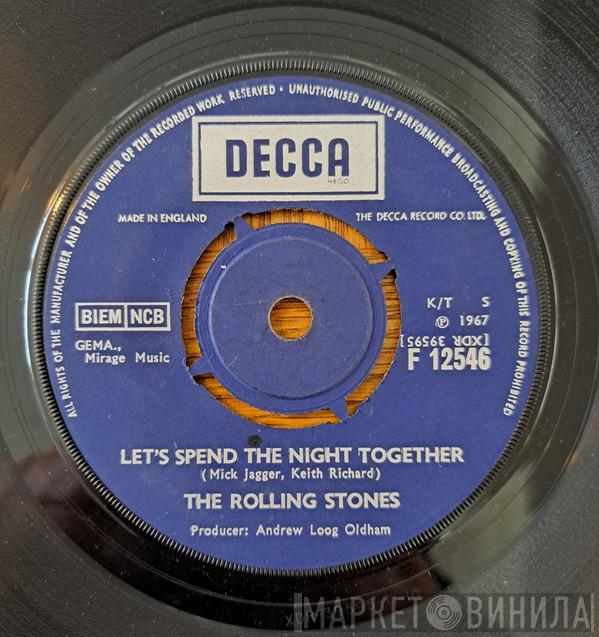 ALL RIGHTS OF THE MANUFACTURER AND OF THE OWNER OF THE RECORDED WORK RESERVED • UNAUTHORISED PUBLIC PERFORMANCE BROADCASTING AND COPYING OF THIS RECORD PROHIBITED
DECCA
REGD
MADE IN ENGLAND
THE DECCA RECORD CO. LTD.
BIEM NCB
GEMA.,
Mirage Music
K/T S
℗ 1967
[XDR 39595]
F 12546
LET'S SPEND THE NIGHT TOGETHER
(Mick Jagger, Keith Richard)
THE ROLLING STONES
Producer: Andrew Loog Oldham
МАРКЕТ ВИНИЛА